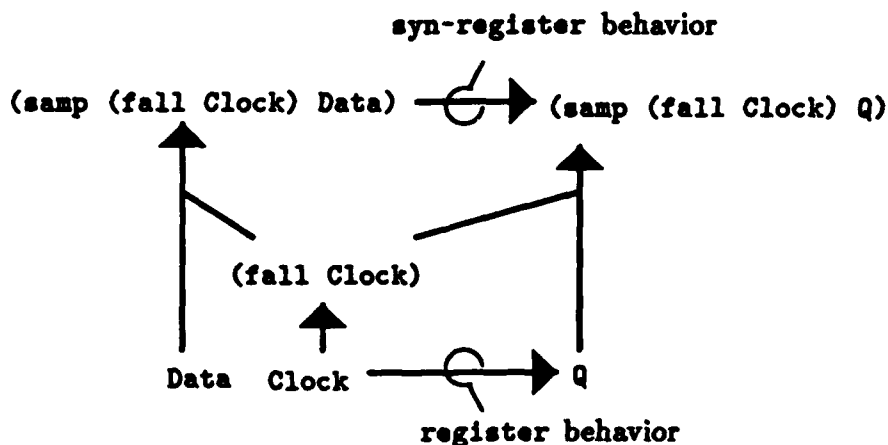 syn-register behavior
(samp (fall Clock) Data) (samp (fall Clock) Q)
(fall Clock)
Data Clock Q
register behavior